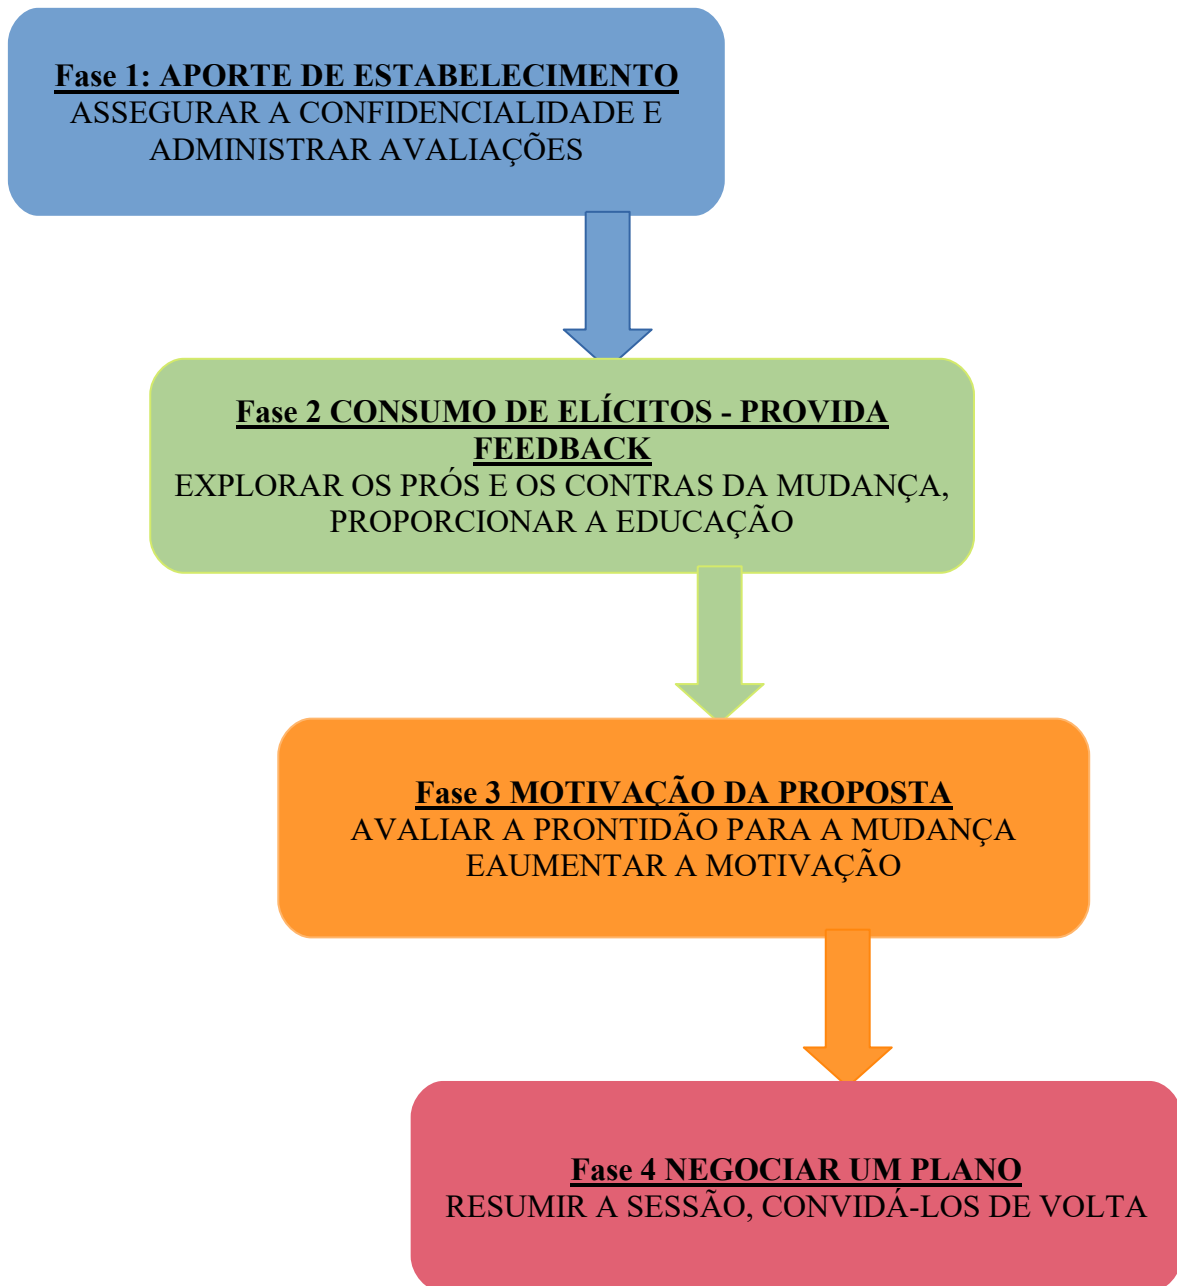 Fase 1: APORTE DE ESTABELECIMENTO
ASSEGURAR A CONFIDENCIALIDADE E
ADMINISTRAR AVALIAÇÕES
Fase 2 CONSUMO DE ELÍCITOS - PROVIDA
FEEDBACK
EXPLORAR OS PRÓS E OS CONTRAS DA MUDANÇA,
PROPORCIONAR A EDUCAÇÃO
Fase 3 MOTIVAÇÃO DA PROPOSTA
AVALIAR A PRONTIDÃO PARA A MUDANÇA
EAUMENTAR A MOTIVAÇÃO
Fase 4 NEGOCIAR UM PLANO
RESUMIR A SESSÃO, CONVIDÁ-LOS DE VOLTA